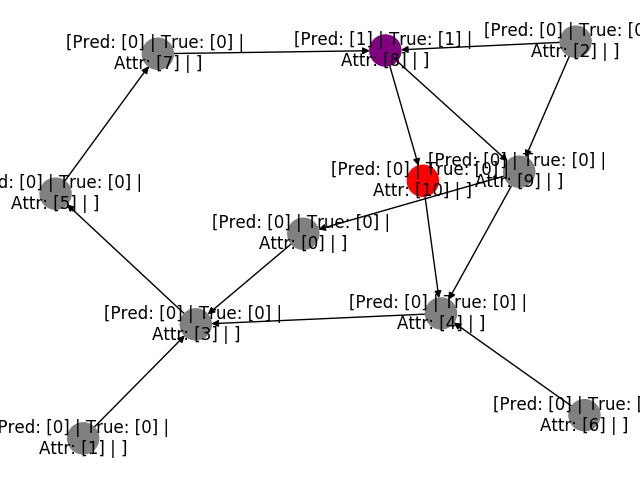 [Pred: [0] | True: [0] |
Attr: [7] | ]
[Pred: [1] | True: [1] |
Attr: [8] | ]
[Pred: [0] | True: [0
Attr: [2] | ]
d: [0] | True: [0] |
Attr: [5] | ]
[Pred: [0] | True: [0] |
Attr: [10] | ]
[Pred: [0] | True: [0] |
Attr: [9] | ]
[Pred: [0] | True: [0] |
Attr: [0] | ]
[Pred: [0] | True: [0] |
Attr: [3] | ]
[Pred: [0] | True: [0] |
Attr: [4] | ]
Pred: [0] | True: [0] |
Attr: [1] | ]
[Pred: [0] | True: [
Attr: [6] | ]